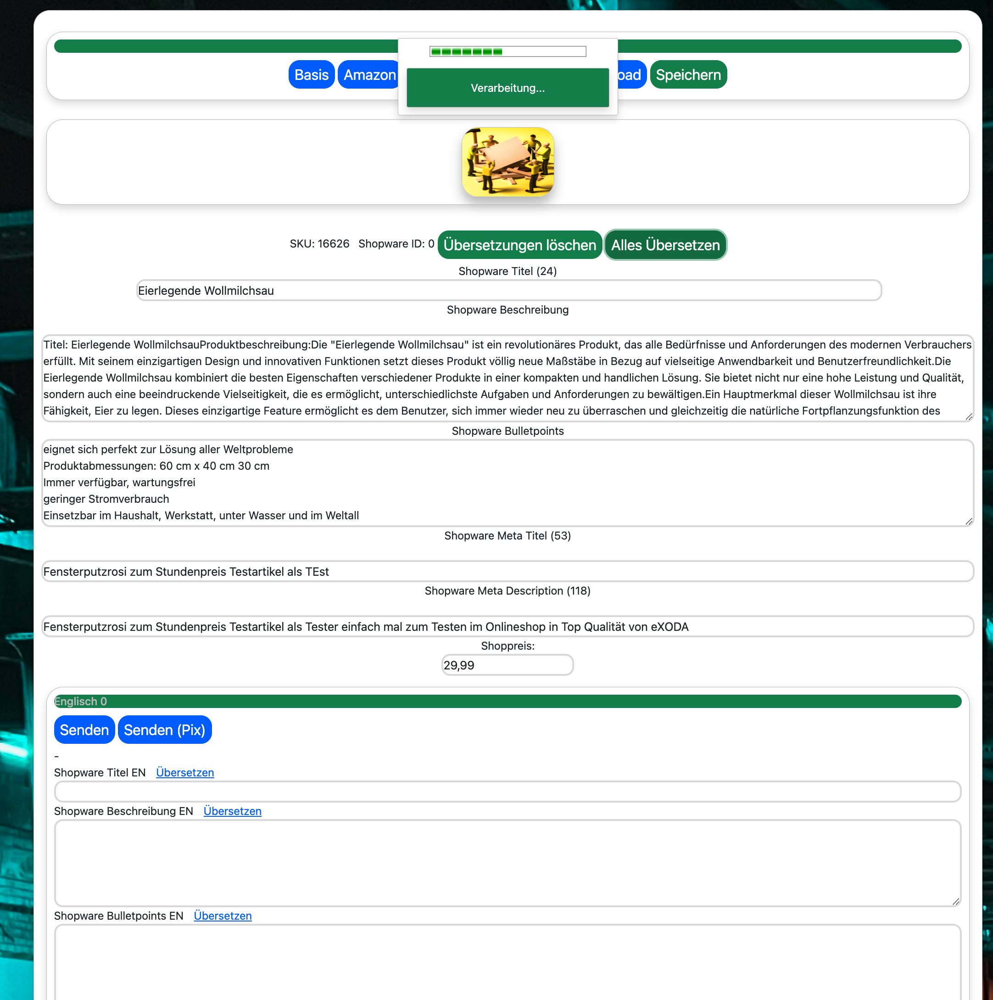 Basis Amazon oad Speichern
Verarbeitung...
SKU: 16626 Shopware ID: 0 Übersetzungen löschen Alles Übersetzen
Shopware Titel (24)
Eierlegende Wollmilchsau
Shopware Beschreibung
Titel: Eierlegende WollmilchsauProduktbeschreibung:Die "Eierlegende Wollmilchsau" ist ein revolutionäres Produkt, das alle Bedürfnisse und Anforderungen des modernen Verbrauchers
erfüllt. Mit seinem einzigartigen Design und innovativen Funktionen setzt dieses Produkt völlig neue Maßstäbe in Bezug auf vielseitige Anwendbarkeit und Benutzerfreundlichkeit.Die
Eierlegende Wollmilchsau kombiniert die besten Eigenschaften verschiedener Produkte in einer kompakten und handlichen Lösung. Sie bietet nicht nur eine hohe Leistung und Qualität,
sondern auch eine beeindruckende Vielseitigkeit, die es ermöglicht, unterschiedlichste Aufgaben und Anforderungen zu bewältigen.Ein Hauptmerkmal dieser Wollmilchsau ist ihre
Fähigkeit, Eier zu legen. Dieses einzigartige Feature ermöglicht es dem Benutzer, sich immer wieder neu zu überraschen und gleichzeitig die natürliche Fortpflanzungsfunktion des
Shopware Bulletpoints
eignet sich perfekt zur Lösung aller Weltprobleme
Produktabmessungen: 60 cm x 40 cm 30 cm
Immer verfügbar, wartungsfrei
geringer Stromverbrauch
Einsetzbar im Haushalt, Werkstatt, unter Wasser und im Weltall
Shopware Meta Titel (53)
Fensterputzrosi zum Stundenpreis Testartikel als TEst
Shopware Meta Description (118)
Fensterputzrosi zum Stundenpreis Testartikel als Tester einfach mal zum Testen im Onlineshop in Top Qualität von eXODA
Shoppreis:
29,99
Englisch 0
Senden Senden (Pix)
-
Shopware Titel EN Übersetzen
Shopware Beschreibung EN Übersetzen
Shopware Bulletpoints EN Übersetzen